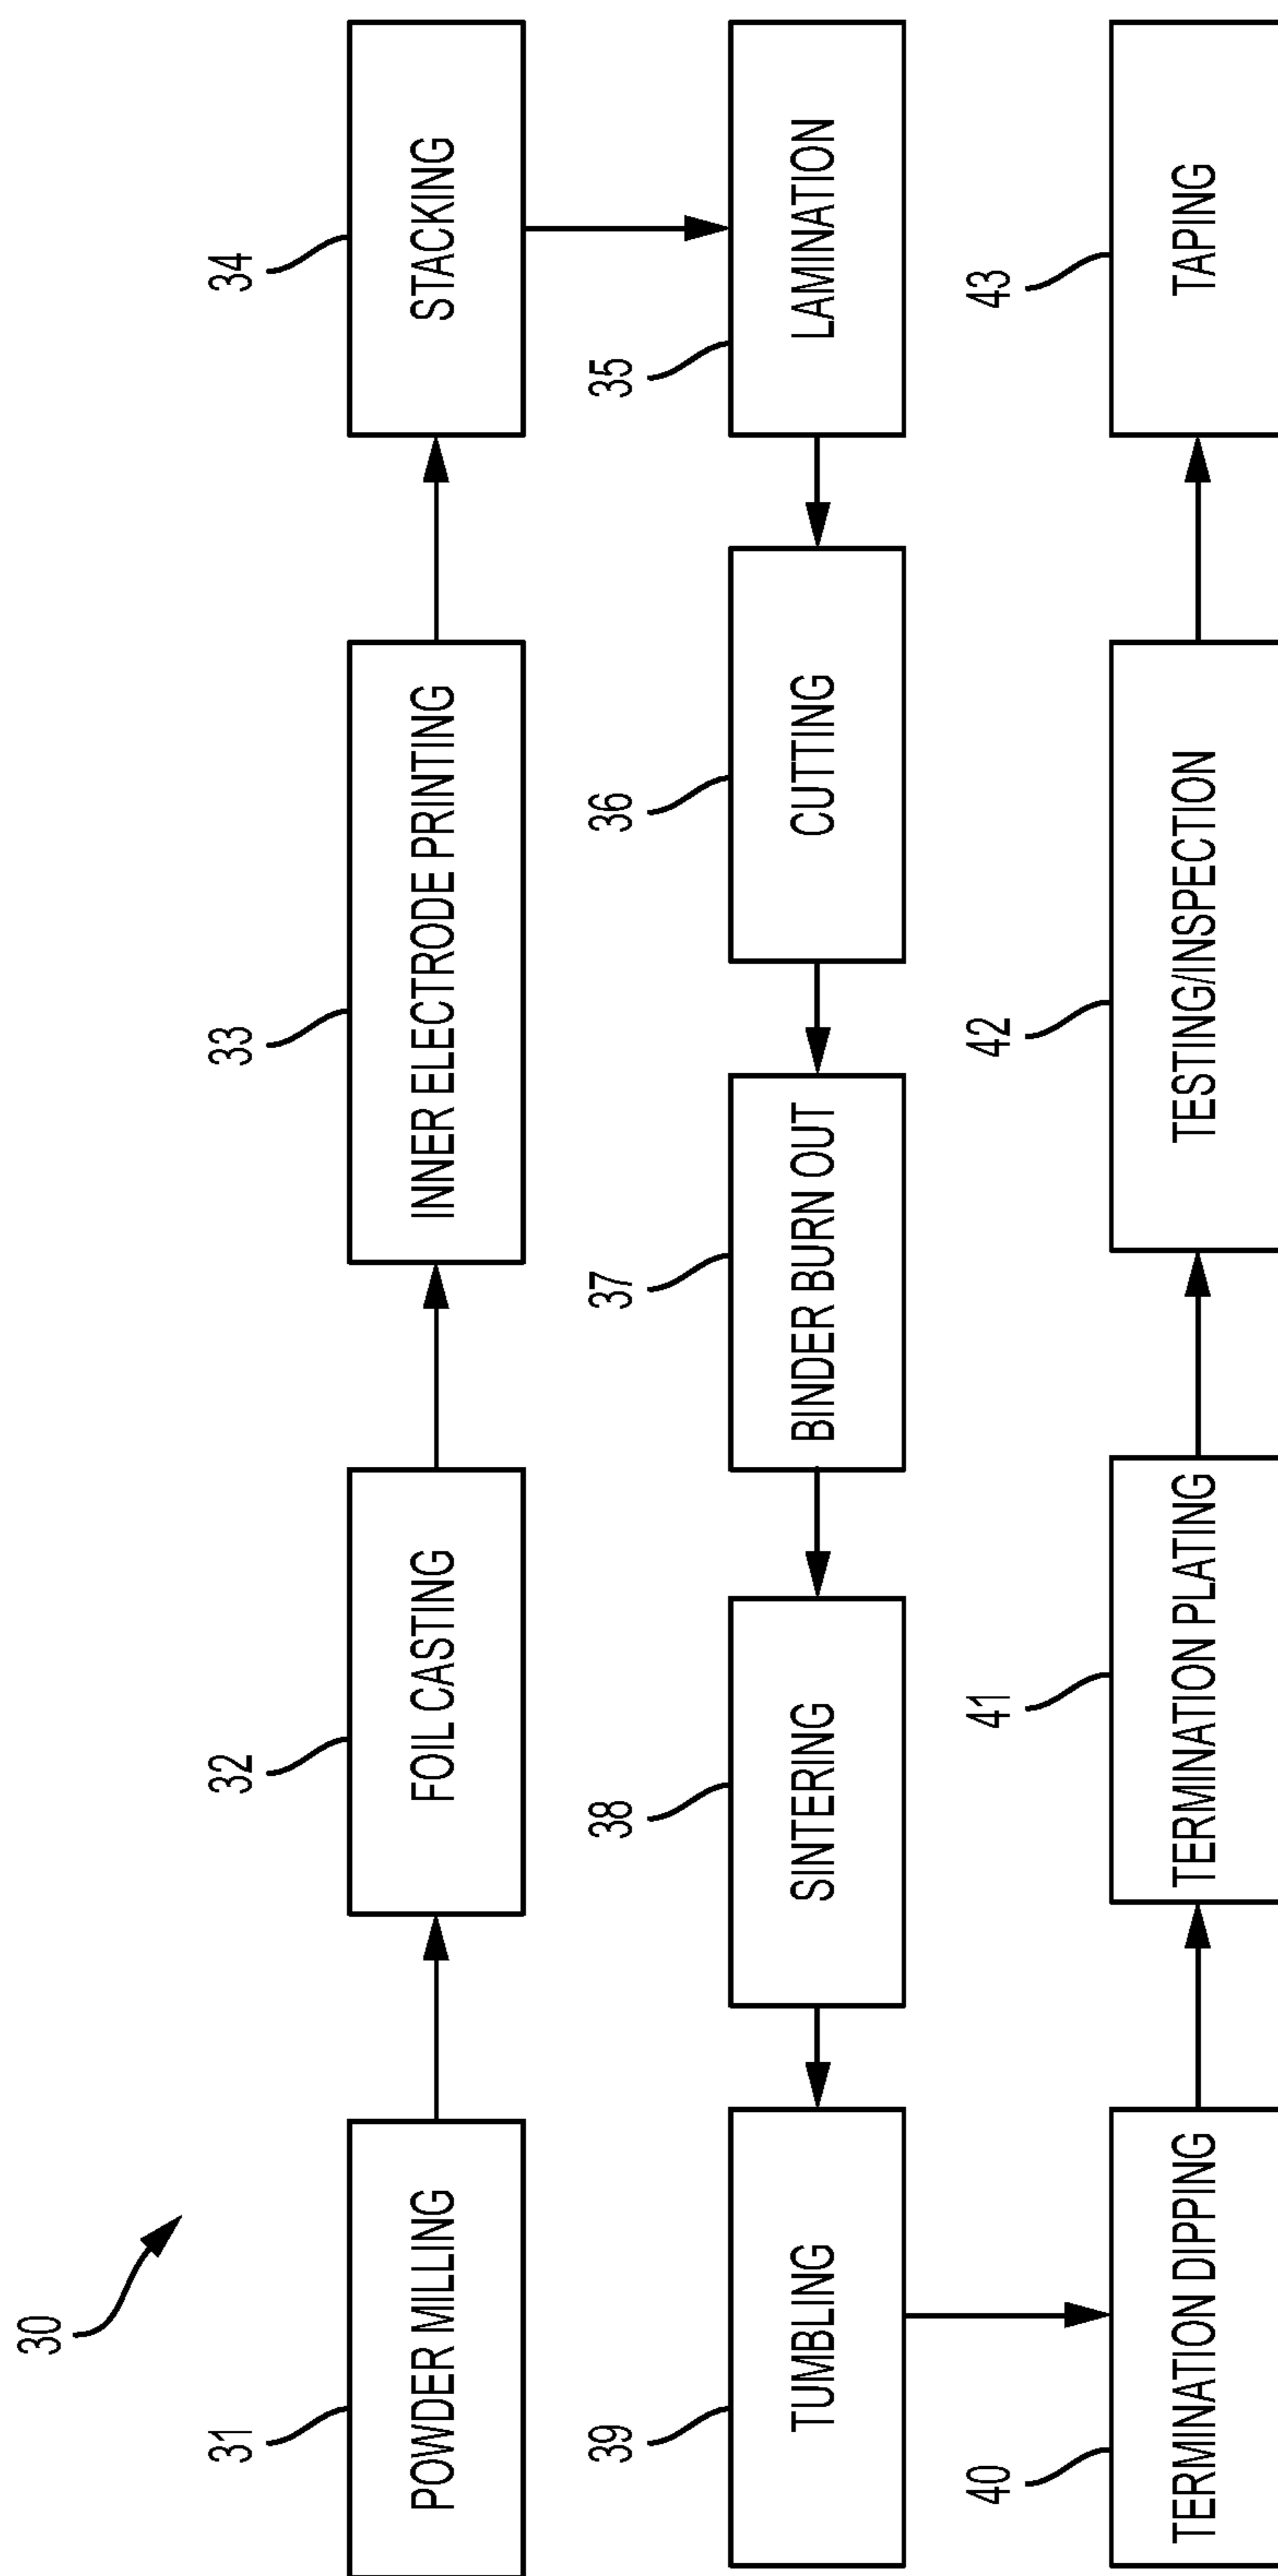 30
31
POWDER MILLING
32
FOIL CASTING
33
INNER ELECTRODE PRINTING
34
STACKING
35
LAMINATION
36
CUTTING
37
BINDER BURN OUT
38
SINTERING
39
TUMBLING
40
TERMINATION DIPPING
41
TERMINATION PLATING
42
TESTING/INSPECTION
43
TAPING